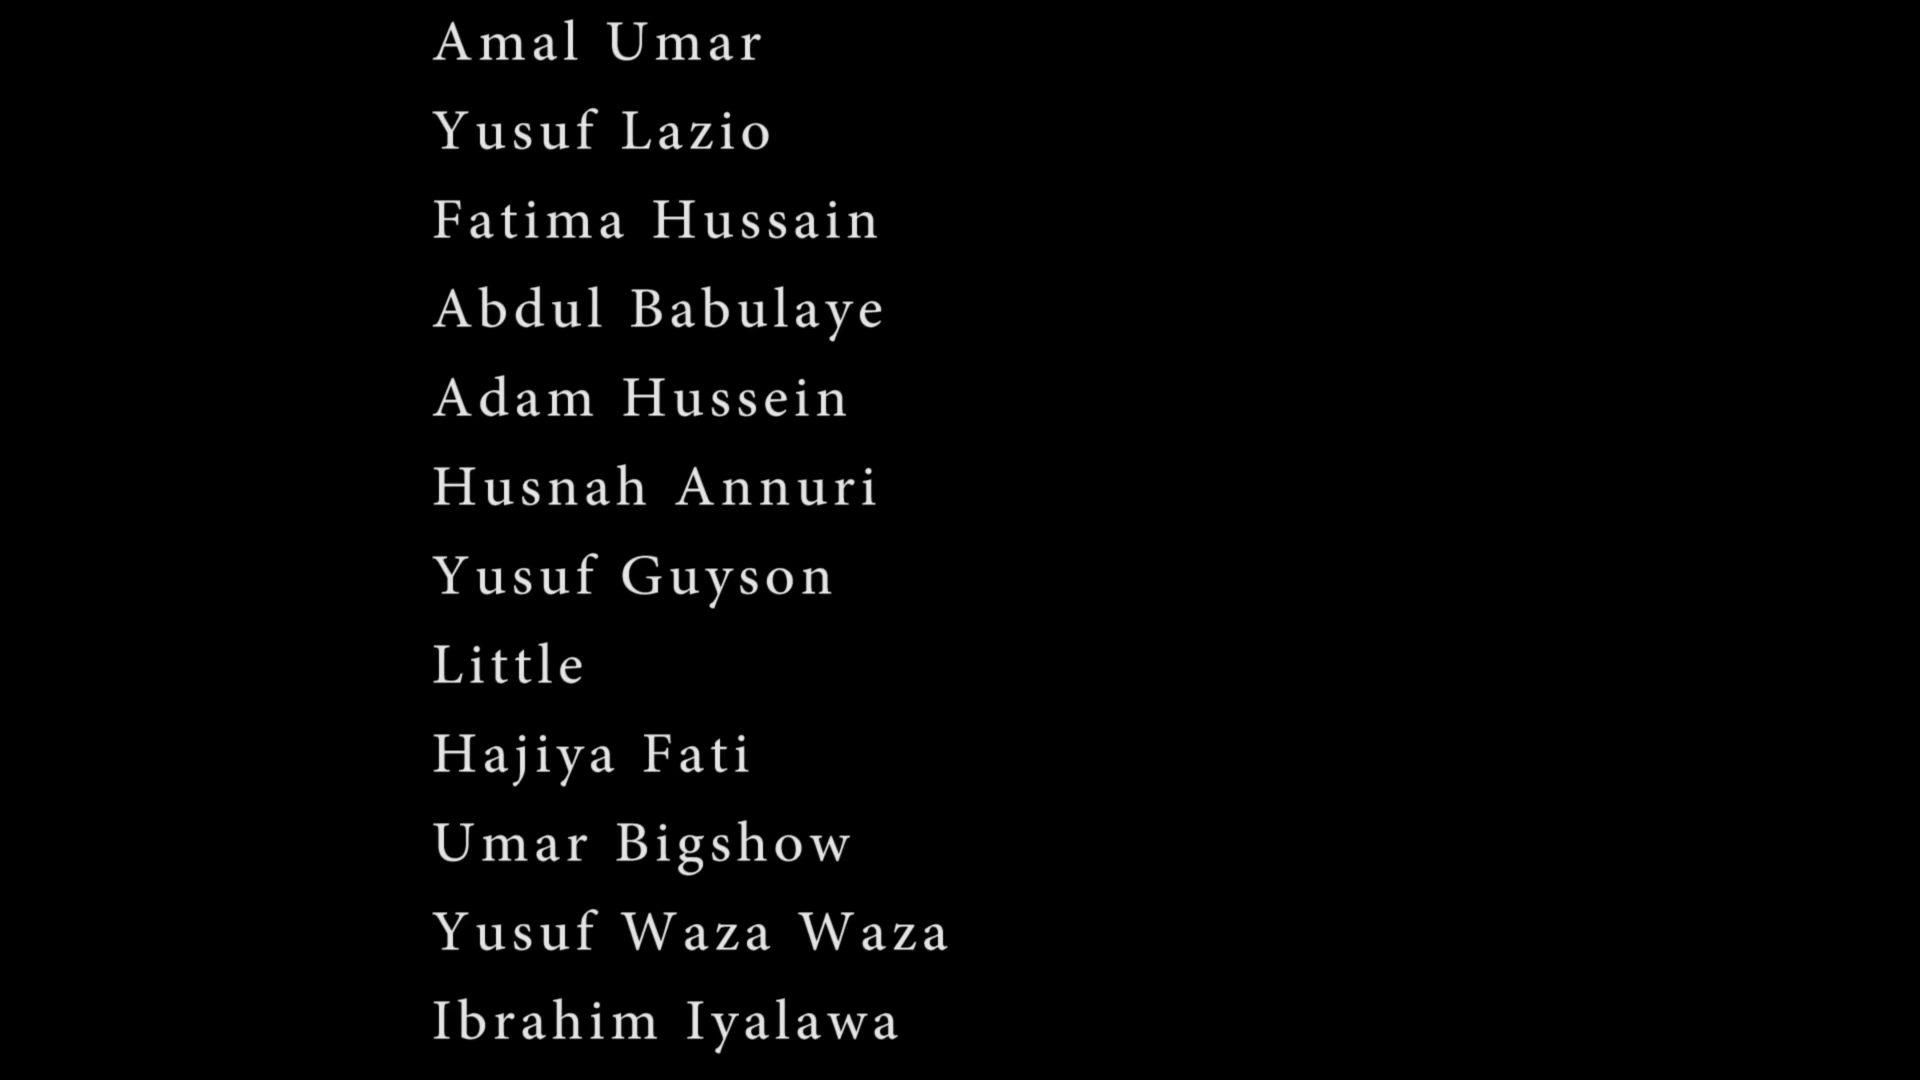 Amal Umar
Yusuf Lazio
Fatima Hussain
Abdul Babulaye
Adam Hussein
Husnah Annuri
Yusuf Guyson
Little
Hajiya Fati
Umar Bigshow
Yusuf Waza Waza
Ibrahim Iyalawa